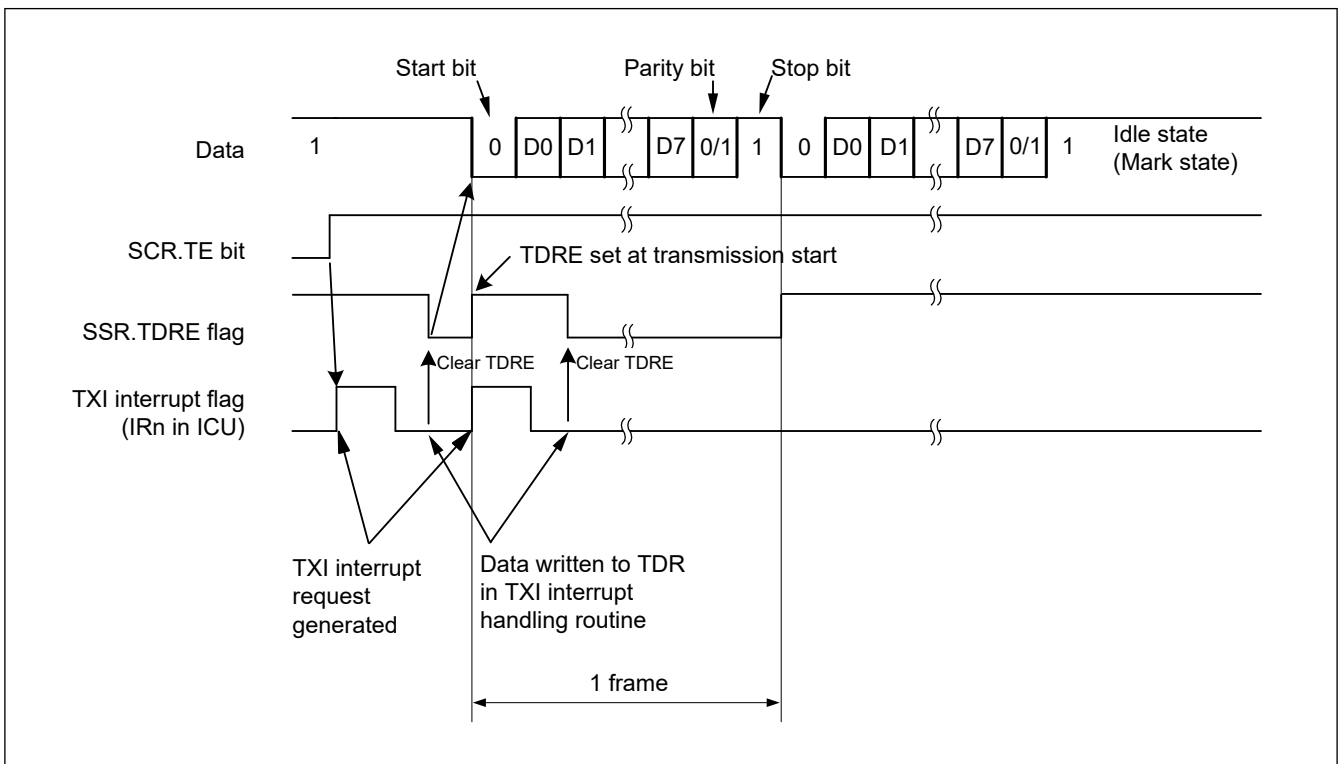 Start bit
Parity bit
Stop bit
Data
1
0
D0
D1
D7
0/1
1
0
D0
D1
D7
0/1
1
Idle state
(Mark state)
SCR.TE bit
TDRE set at transmission start
SSR.TDRE flag
Clear TDRE
Clear TDRE
TXI interrupt flag
(IRn in ICU)
TXI interrupt
request
generated
Data written to TDR
in TXI interrupt
handling routine
1 frame